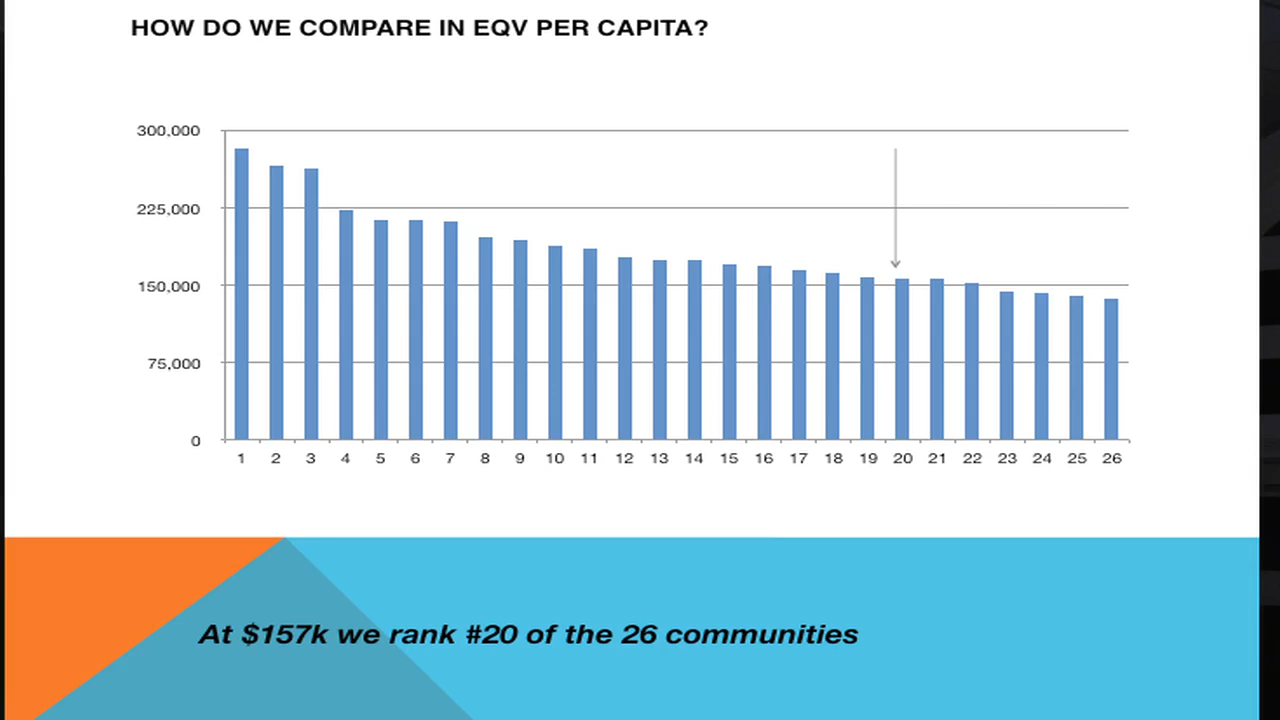 HOW DO WE COMPARE IN EQV PER CAPITA?
300,000
225,000
150,000
75,000
0
1 2 3 4 5 6 7 8 9 10 11 12 13 14 15 16 17 18 19 20 21 22 23 24 25 26
At $157k we rank #20 of the 26 communities